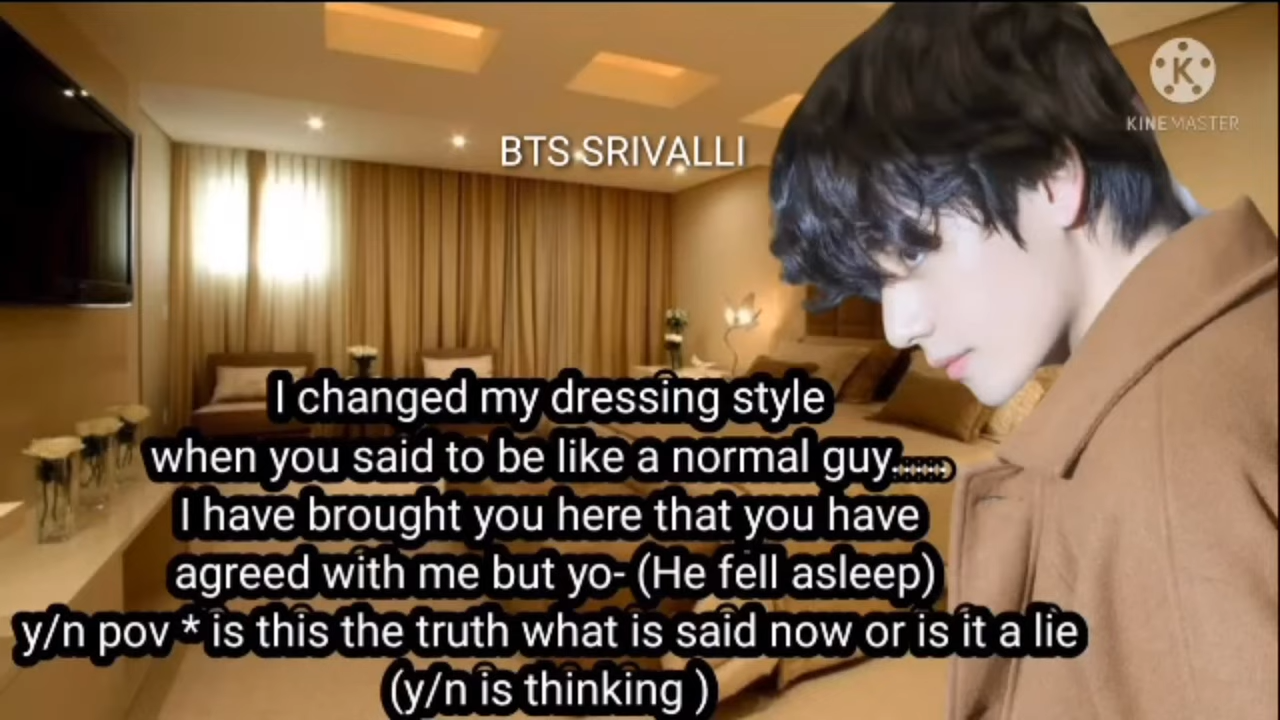 K
KINEMASTER
BTS SRIVALLI
I changed my dressing style
when you said to be like a normal guy......
I have brought you here that you have
agreed with me but yo- (He fell asleep)
y/n pov * is this the truth what is said now or is it a lie
(y/n is thinking )